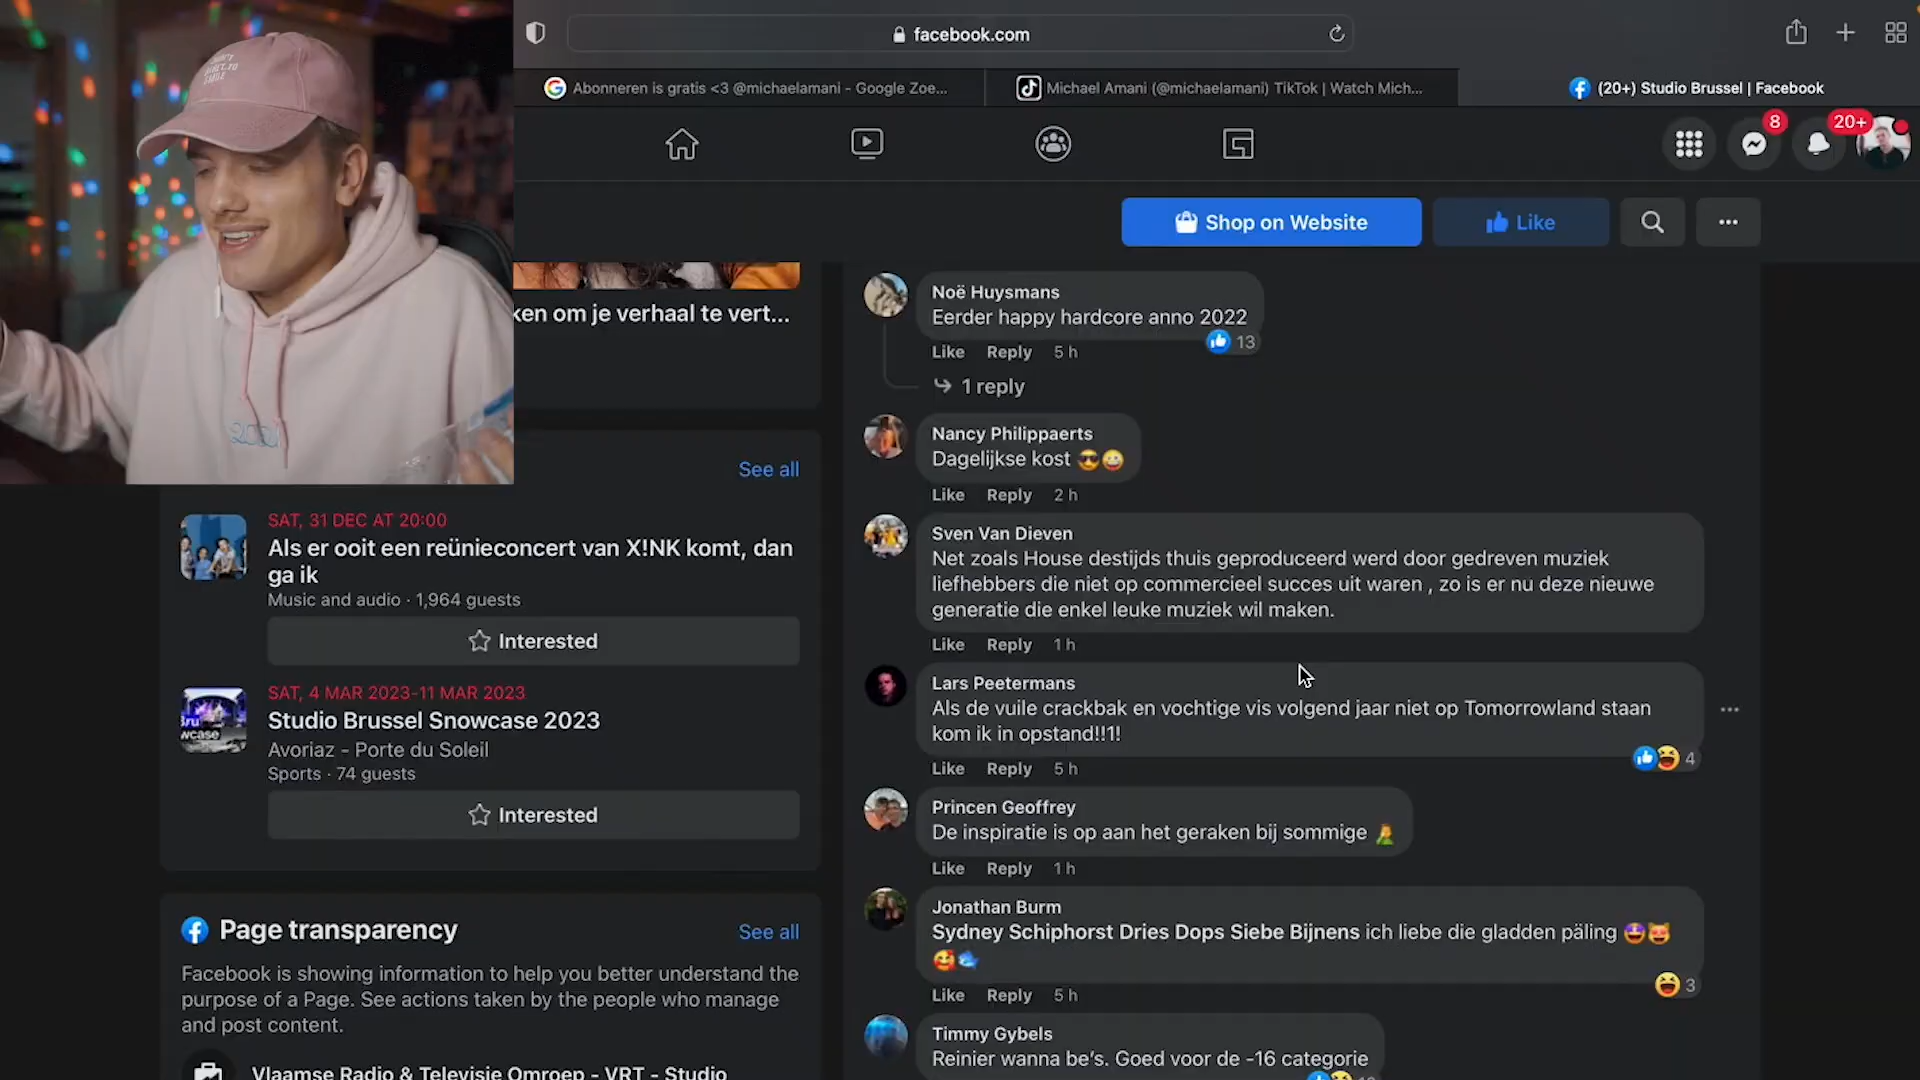 facebook.com
Abonneren is gratis <3 @michaelamani - Google Zoe...
Michael Amani (@michaelamani) TikTok | Watch Mich...
(20+) Studio Brussel | Facebook
8
20+
Shop on Website
Like
ken om je verhaal te vert...
See all
SAT, 31 DEC AT 20:00
Als er ooit een reünieconcert van X!NK komt, dan
ga ik
Music and audio · 1,964 guests
Interested
SAT, 4 MAR 2023-11 MAR 2023
Studio Brussel Snowcase 2023
Avoriaz - Porte du Soleil
Sports · 74 guests
Interested
Page transparency
See all
Facebook is showing information to help you better understand the
purpose of a Page. See actions taken by the people who manage
and post content.
Vlaamse Radio & Televisie Omroep - VRT - Studio
Noë Huysmans
Eerder happy hardcore anno 2022
13
Like Reply 5 h
1 reply
Nancy Philippaerts
Dagelijkse kost 😎🤪
Like Reply 2 h
Sven Van Dieven
Net zoals House destijds thuis geproduceerd werd door gedreven muziek
liefhebbers die niet op commercieel succes uit waren , zo is er nu deze nieuwe
generatie die enkel leuke muziek wil maken.
Like Reply 1 h
Lars Peetermans
Als de vuile crackbak en vochtige vis volgend jaar niet op Tomorrowland staan
kom ik in opstand!!1!
4
Like Reply 5 h
Princen Geoffrey
De inspiratie is op aan het geraken bij sommige
Like Reply 1 h
Jonathan Burm
Sydney Schiphorst Dries Dops Siebe Bijnens ich liebe die gladden päling 🤩😻
🥰🐟
3
Like Reply 5 h
Timmy Gybels
Reinier wanna be's. Goed voor de -16 categorie